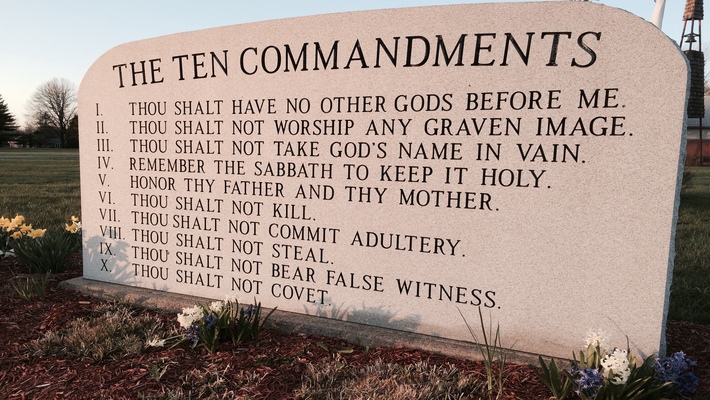 THE TEN COMMANDMENTS
I. THOU SHALT HAVE NO OTHER GODS BEFORE ME.
II. THOU SHALT NOT WORSHIP ANY GRAVEN IMAGE.
III. THOU SHALT NOT TAKE GOD'S NAME IN VAIN.
IV. REMEMBER THE SABBATH TO KEEP IT HOLY.
V. HONOR THY FATHER AND THY MOTHER.
VI. THOU SHALT NOT KILL.
VII. THOU SHALT NOT COMMIT ADULTERY.
VIII. THOU SHALT NOT STEAL.
IX. THOU SHALT NOT BEAR FALSE WITNESS.
X. THOU SHALT NOT COVET.